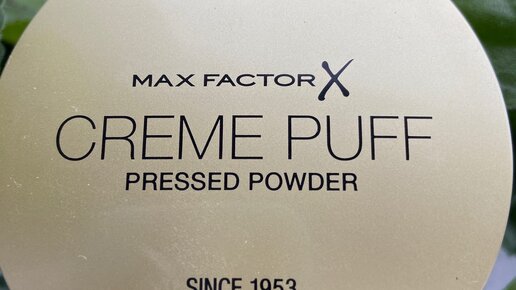 MAX FACTOR X
CREME PUFF
PRESSED POWDER
SINCE 1953